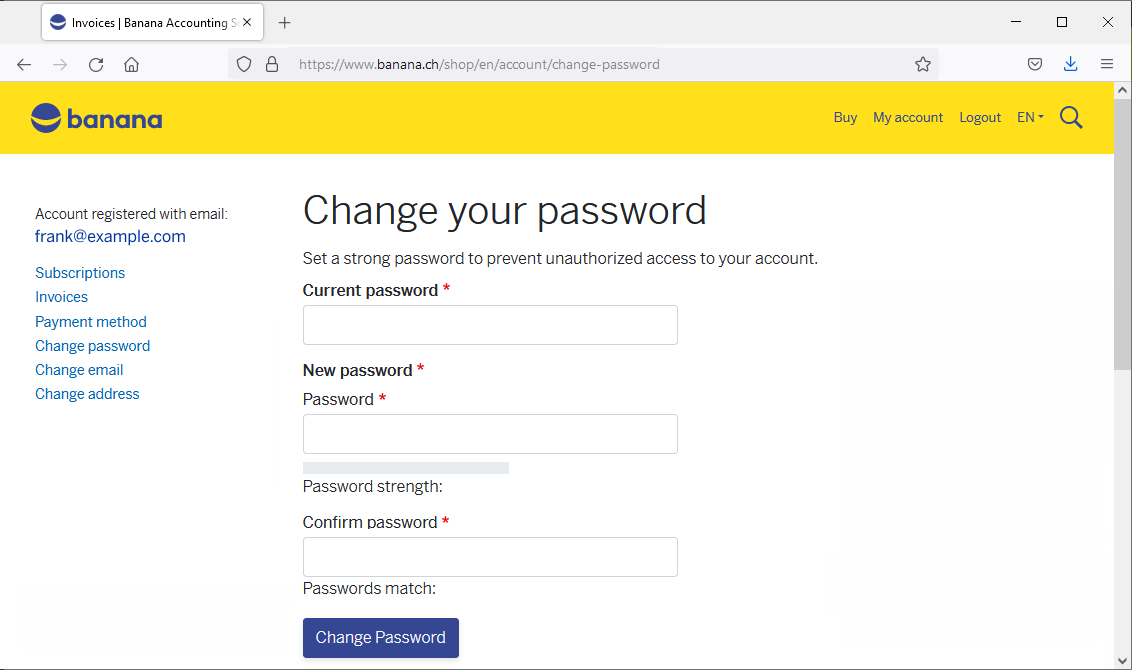 Invoices | Banana Accounting S
https://www.banana.ch/shop/en/account/change-password
banana
Buy My account Logout EN
Account registered with email:
frank@example.com
Subscriptions
Invoices
Payment method
Change password
Change email
Change address
Change your password
Set a strong password to prevent unauthorized access to your account.
Current password *
New password *
Password *
Password strength:
Confirm password *
Passwords match:
Change Password